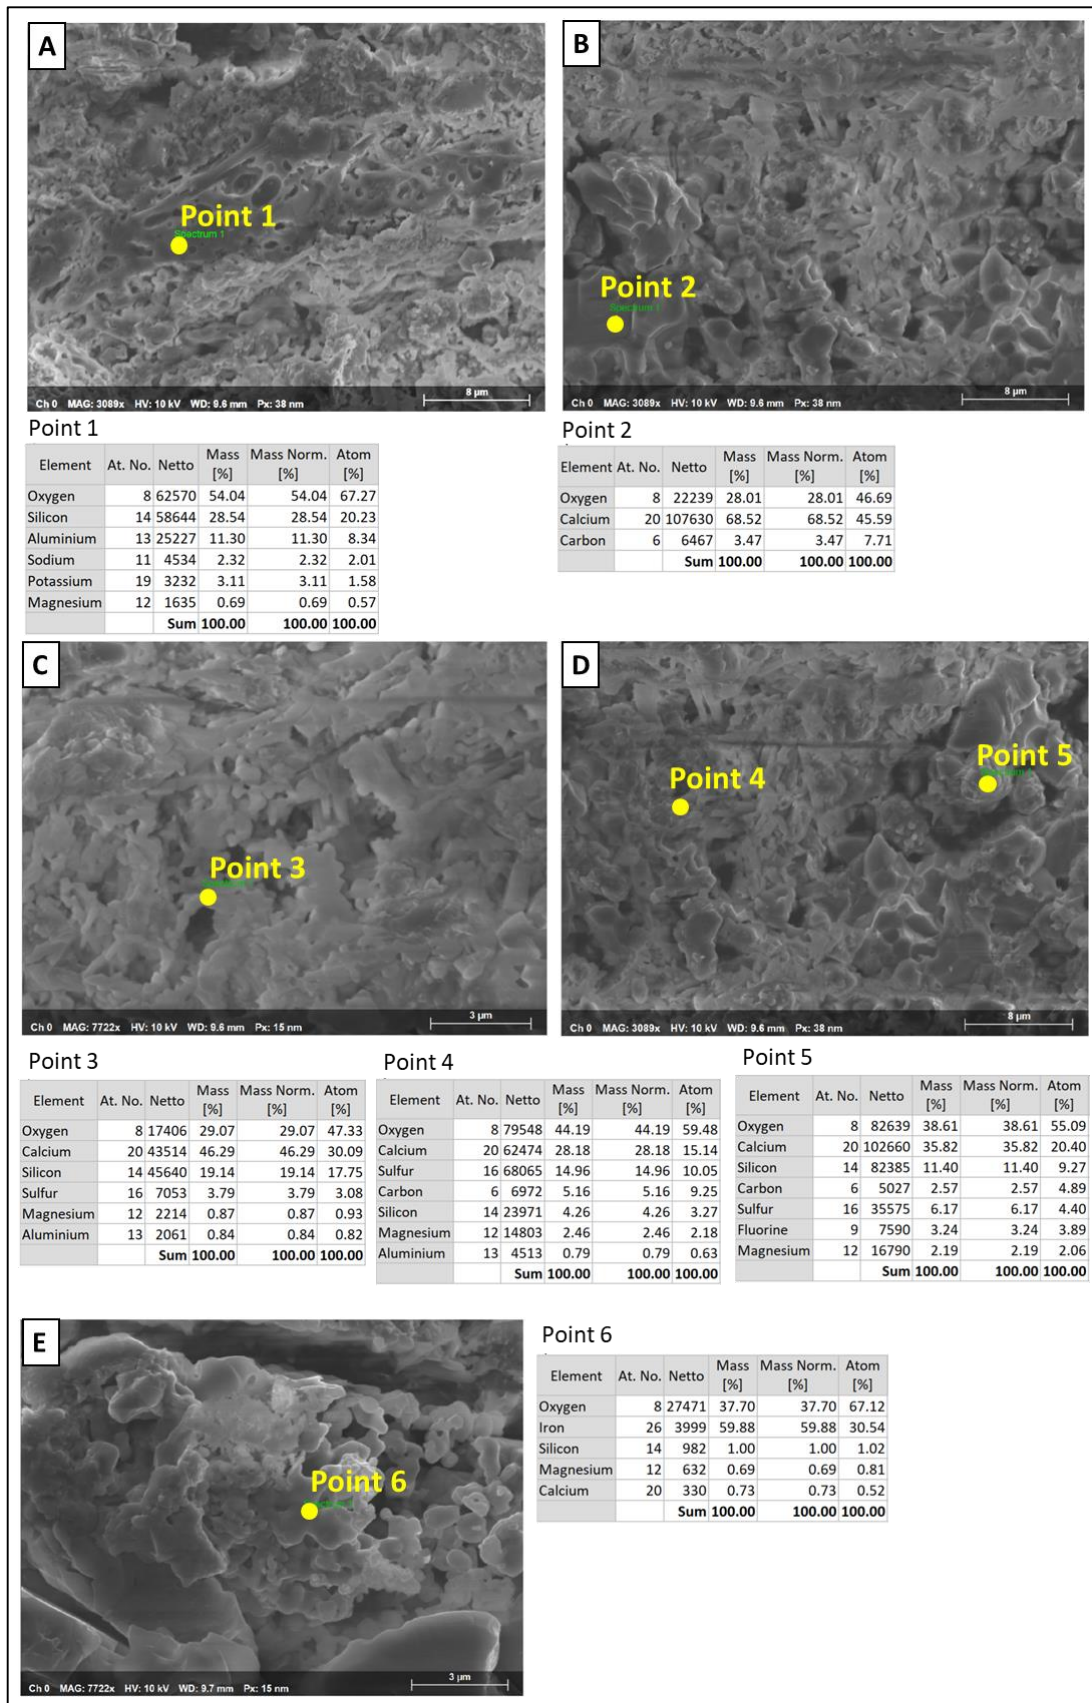 A
Point 1
Spectrum 1
Ch 0 MAG: 3089x HV: 10 kV WD: 9.6 mm Px: 38 nm
8 µm
B
Point 2
Spectrum 1
Ch 0 MAG: 3089x HV: 10 kV WD: 9.6 mm Px: 38 nm
8 µm
Point 1
Element At. No. Netto Mass [%] Mass Norm. [%] Atom [%]
Oxygen 8 62570 54.04 54.04 67.27
Silicon 14 58644 28.54 28.54 20.23
Aluminium 13 25227 11.30 11.30 8.34
Sodium 11 4534 2.32 2.32 2.01
Potassium 19 3232 3.11 3.11 1.58
Magnesium 12 1635 0.69 0.69 0.57
Sum 100.00 100.00 100.00
Point 2
Element At. No. Netto Mass [%] Mass Norm. [%] Atom [%]
Oxygen 8 22239 28.01 28.01 46.69
Calcium 20 107630 68.52 68.52 45.59
Carbon 6 6467 3.47 3.47 7.71
Sum 100.00 100.00 100.00
C
Point 3
Ch 0 MAG: 7722x HV: 10 kV WD: 9.6 mm Px: 15 nm
3 µm
D
Point 4
Point 5
Ch 0 MAG: 3089x HV: 10 kV WD: 9.6 mm Px: 38 nm
8 µm
Point 3
Element At. No. Netto Mass [%] Mass Norm. [%] Atom [%]
Oxygen 8 17406 29.07 29.07 47.33
Calcium 20 43514 46.29 46.29 30.09
Silicon 14 45640 19.14 19.14 17.75
Sulfur 16 7053 3.79 3.79 3.08
Magnesium 12 2214 0.87 0.87 0.93
Aluminium 13 2061 0.84 0.84 0.82
Sum 100.00 100.00 100.00
Point 4
Element At. No. Netto Mass [%] Mass Norm. [%] Atom [%]
Oxygen 8 79548 44.19 44.19 59.48
Calcium 20 62474 28.18 28.18 15.14
Sulfur 16 68065 14.96 14.96 10.05
Carbon 6 6972 5.16 5.16 9.25
Silicon 14 23971 4.26 4.26 3.27
Magnesium 12 14803 2.46 2.46 2.18
Aluminium 13 4513 0.79 0.79 0.63
Sum 100.00 100.00 100.00
Point 5
Element At. No. Netto Mass [%] Mass Norm. [%] Atom [%]
Oxygen 8 82639 38.61 38.61 55.09
Calcium 20 102660 35.82 35.82 20.40
Silicon 14 82385 11.40 11.40 9.27
Carbon 6 5027 2.57 2.57 4.89
Sulfur 16 35575 6.17 6.17 4.40
Fluorine 9 7590 3.24 3.24 3.89
Magnesium 12 16790 2.19 2.19 2.06
Sum 100.00 100.00 100.00
E
Point 6
Ch 0 MAG: 7722x HV: 10 kV WD: 9.7 mm Px: 15 nm
3 µm
Point 6
Element At. No. Netto Mass [%] Mass Norm. [%] Atom [%]
Oxygen 8 27471 37.70 37.70 67.12
Iron 26 3999 59.88 59.88 30.54
Silicon 14 982 1.00 1.00 1.02
Magnesium 12 632 0.69 0.69 0.81
Calcium 20 330 0.73 0.73 0.52
Sum 100.00 100.00 100.00